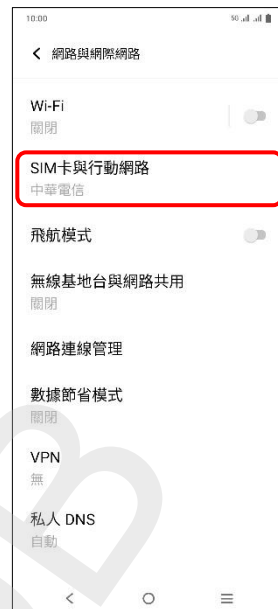 10:00
5G
網路與網際網路
Wi-Fi
關閉
SIM卡與行動網路
中華電信
飛航模式
無線基地台與網路共用
關閉
網路連線管理
數據節省模式
關閉
VPN
無
私人 DNS
自動